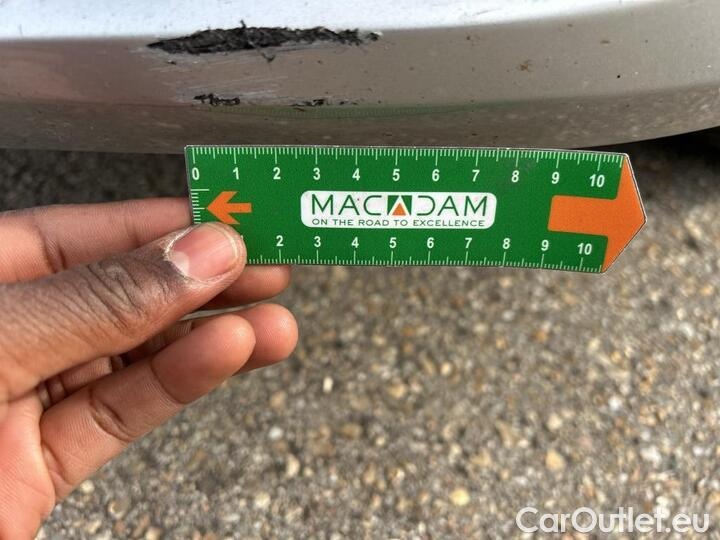 0 1 2 3 4 5 6 7 8 9 10
MACADAM
ON THE ROAD TO EXCELLENCE
2 3 4 5 6 7 8 9 10
CarOutlet.eu